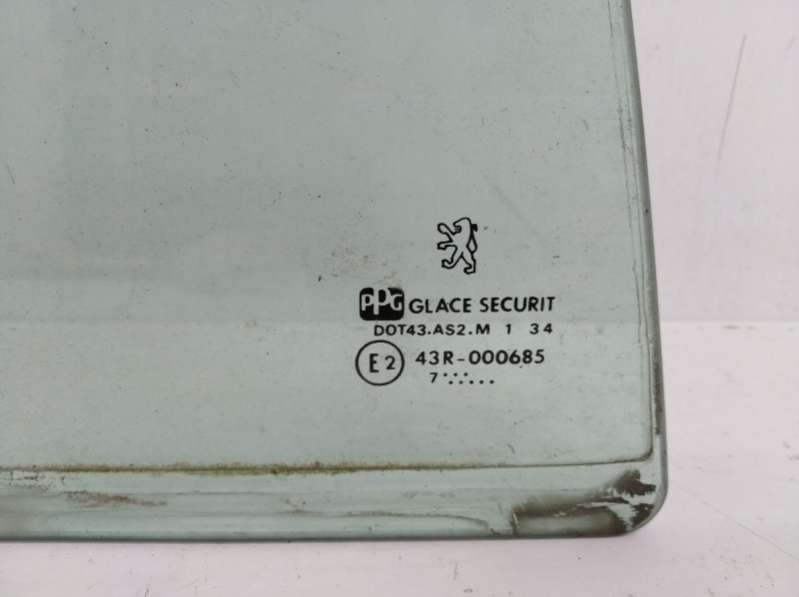 PPG GLACE SECURIT
DOT43.AS2.M 1 34
E2 43R-000685
7